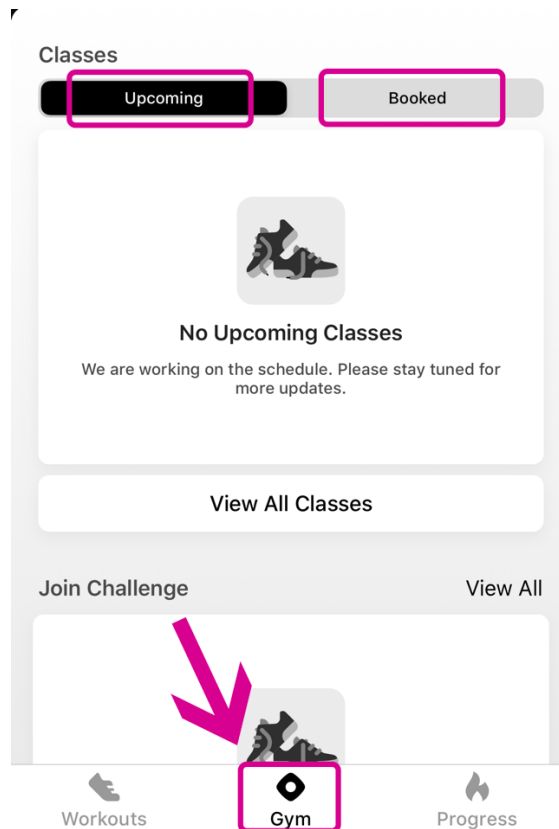 Classes
Upcoming Booked
No Upcoming Classes
We are working on the schedule. Please stay tuned for
more updates.
View All Classes
Join Challenge View All
Workouts Gym Progress